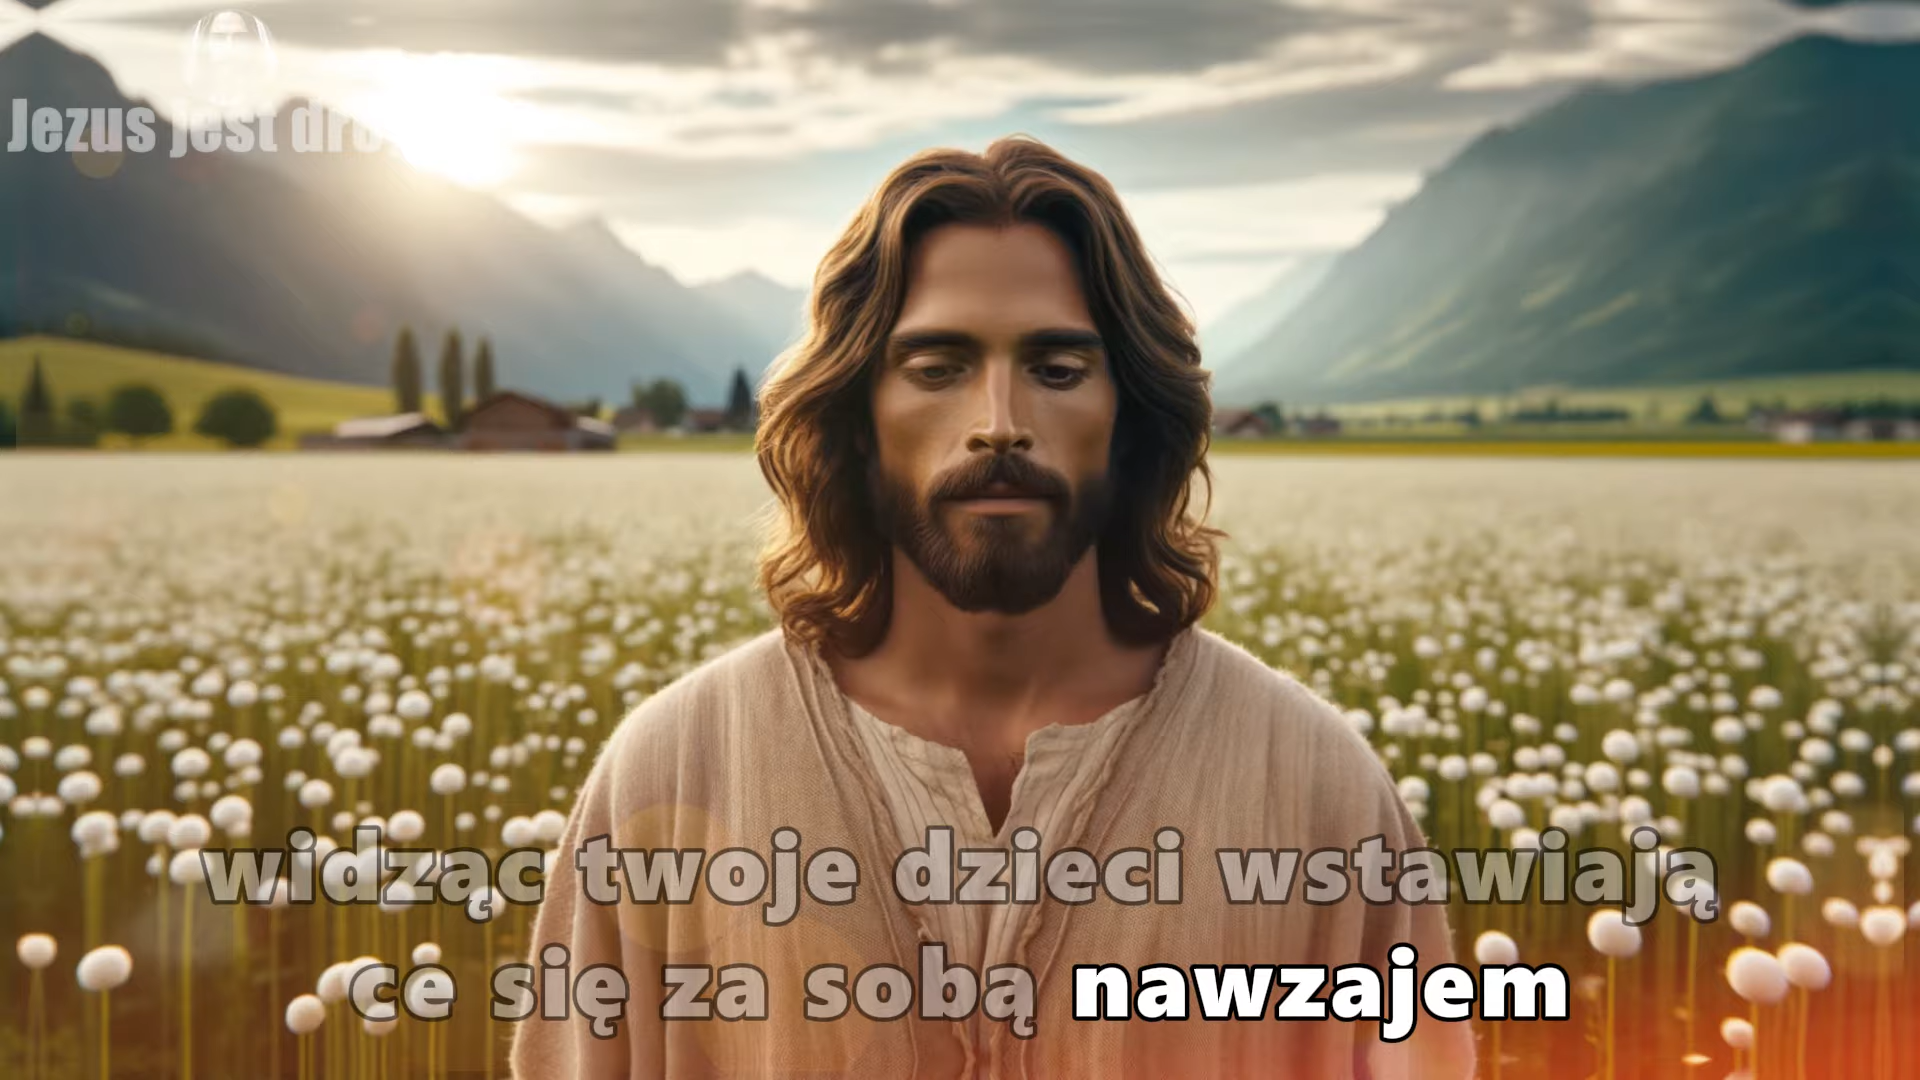 Jezus jest
widząc twoje dzieci wstawiają
ce się za sobą nawzajem